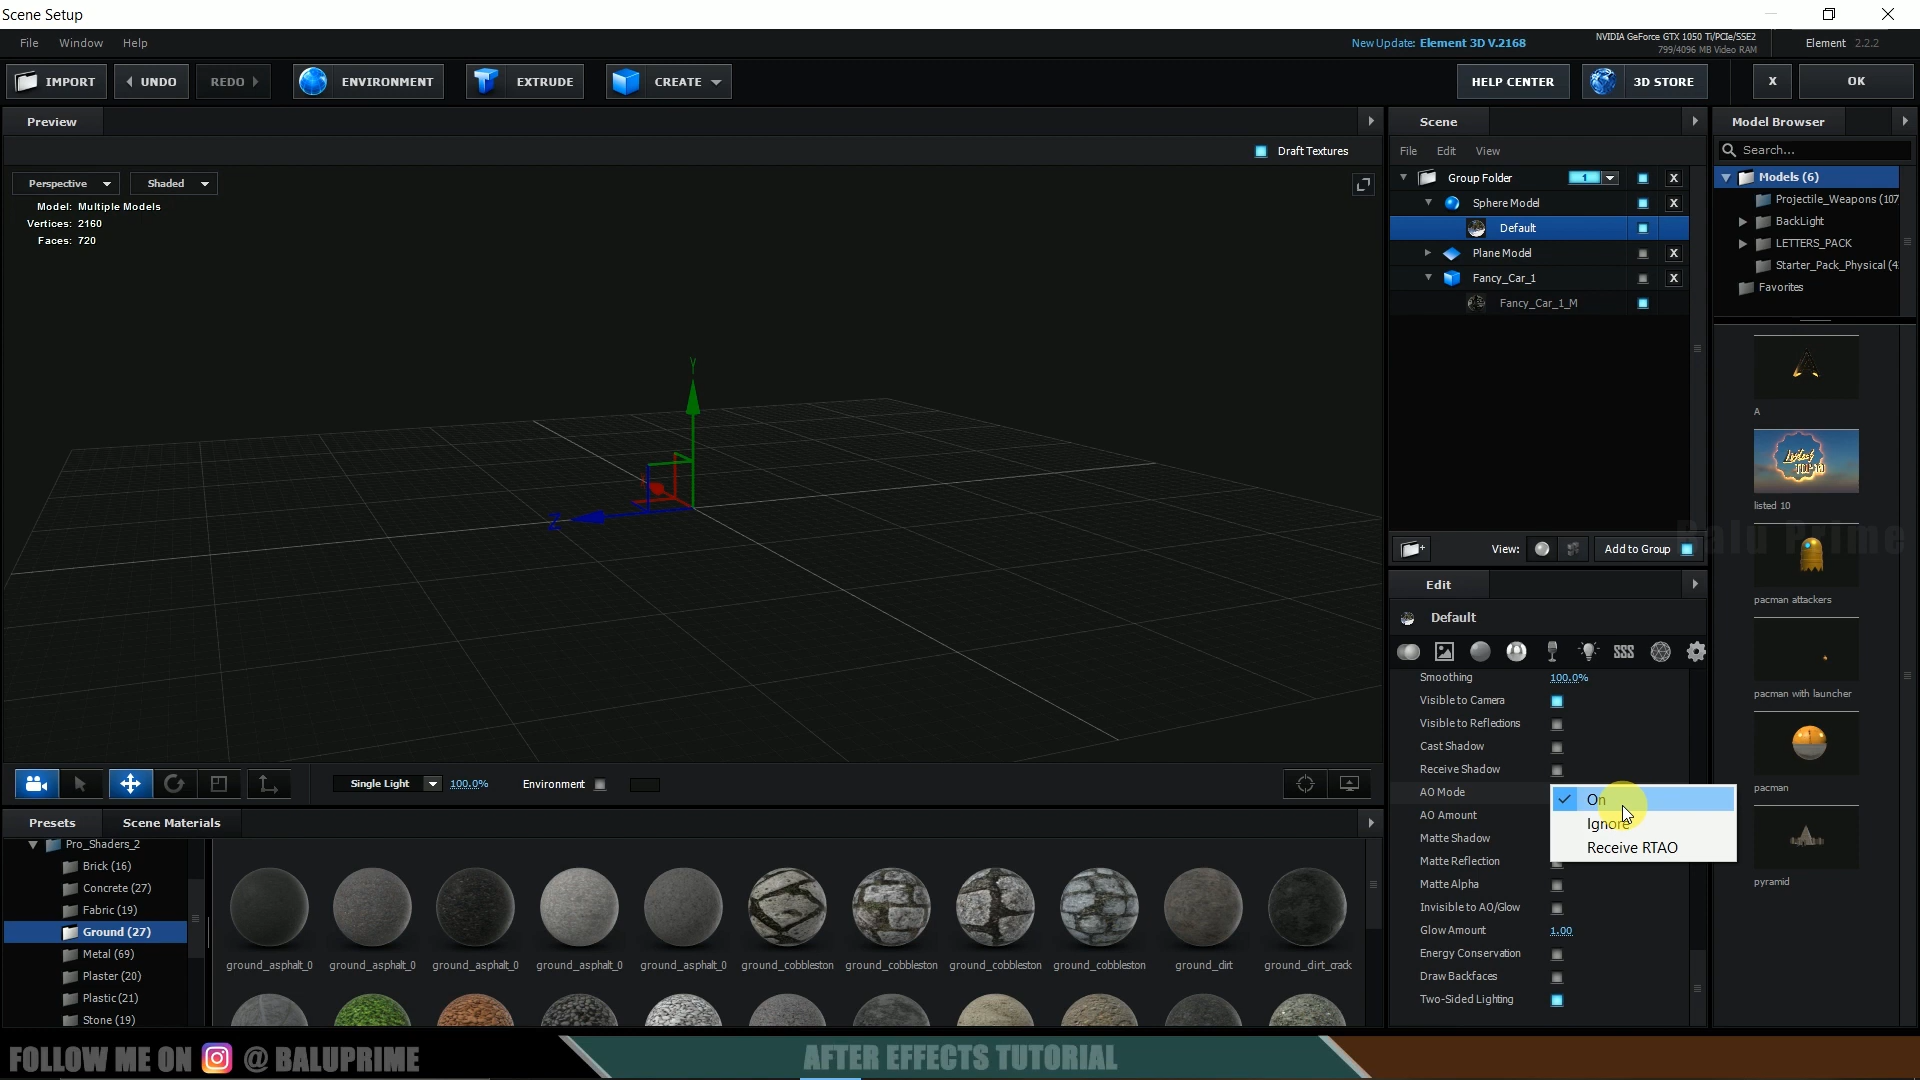 Scene Setup
File Window Help
New Update: Element 3D V.2168
NVIDIA GeForce GTX 1050 Ti/PCIe/SSE2
799/4096 MB Video RAM
Element 2.2.2
IMPORT UNDO REDO ENVIRONMENT EXTRUDE CREATE HELP CENTER 3D STORE X OK
Preview
Draft Textures
Perspective Shaded
Model: Multiple Models
Vertices: 2160
Faces: 720
Y
Z
Single Light 100.0% Environment
Scene
File Edit View
Group Folder 1 X
Sphere Model X
Default
Plane Model X
Fancy_Car_1 X
Fancy_Car_1_M
View: Add to Group
Edit
Default
Smoothing 100.0%
Visible to Camera
Visible to Reflections
Cast Shadow
Receive Shadow
AO Mode
On
Ignore
Receive RTAO
AO Amount
Matte Shadow
Matte Reflection
Matte Alpha
Invisible to AO/Glow
Glow Amount 1.00
Energy Conservation
Draw Backfaces
Two-Sided Lighting
Model Browser
Search...
Models (6)
Projectile_Weapons (107
BackLight
LETTERS_PACK
Starter_Pack_Physical (4
Favorites
A
Listed TOP 10
listed 10
Balu Prime
pacman attackers
pacman with launcher
pacman
pyramid
Presets Scene Materials
Pro_Shaders_2
Brick (16)
Concrete (27)
Fabric (19)
Ground (27)
Metal (69)
Plaster (20)
Plastic (21)
Stone (19)
ground_asphalt_0 ground_asphalt_0 ground_asphalt_0 ground_asphalt_0 ground_asphalt_0 ground_cobbleston ground_cobbleston ground_cobbleston ground_cobbleston ground_dirt ground_dirt_crack
FOLLOW ME ON @ BALUPRIME
AFTER EFFECTS TUTORIAL